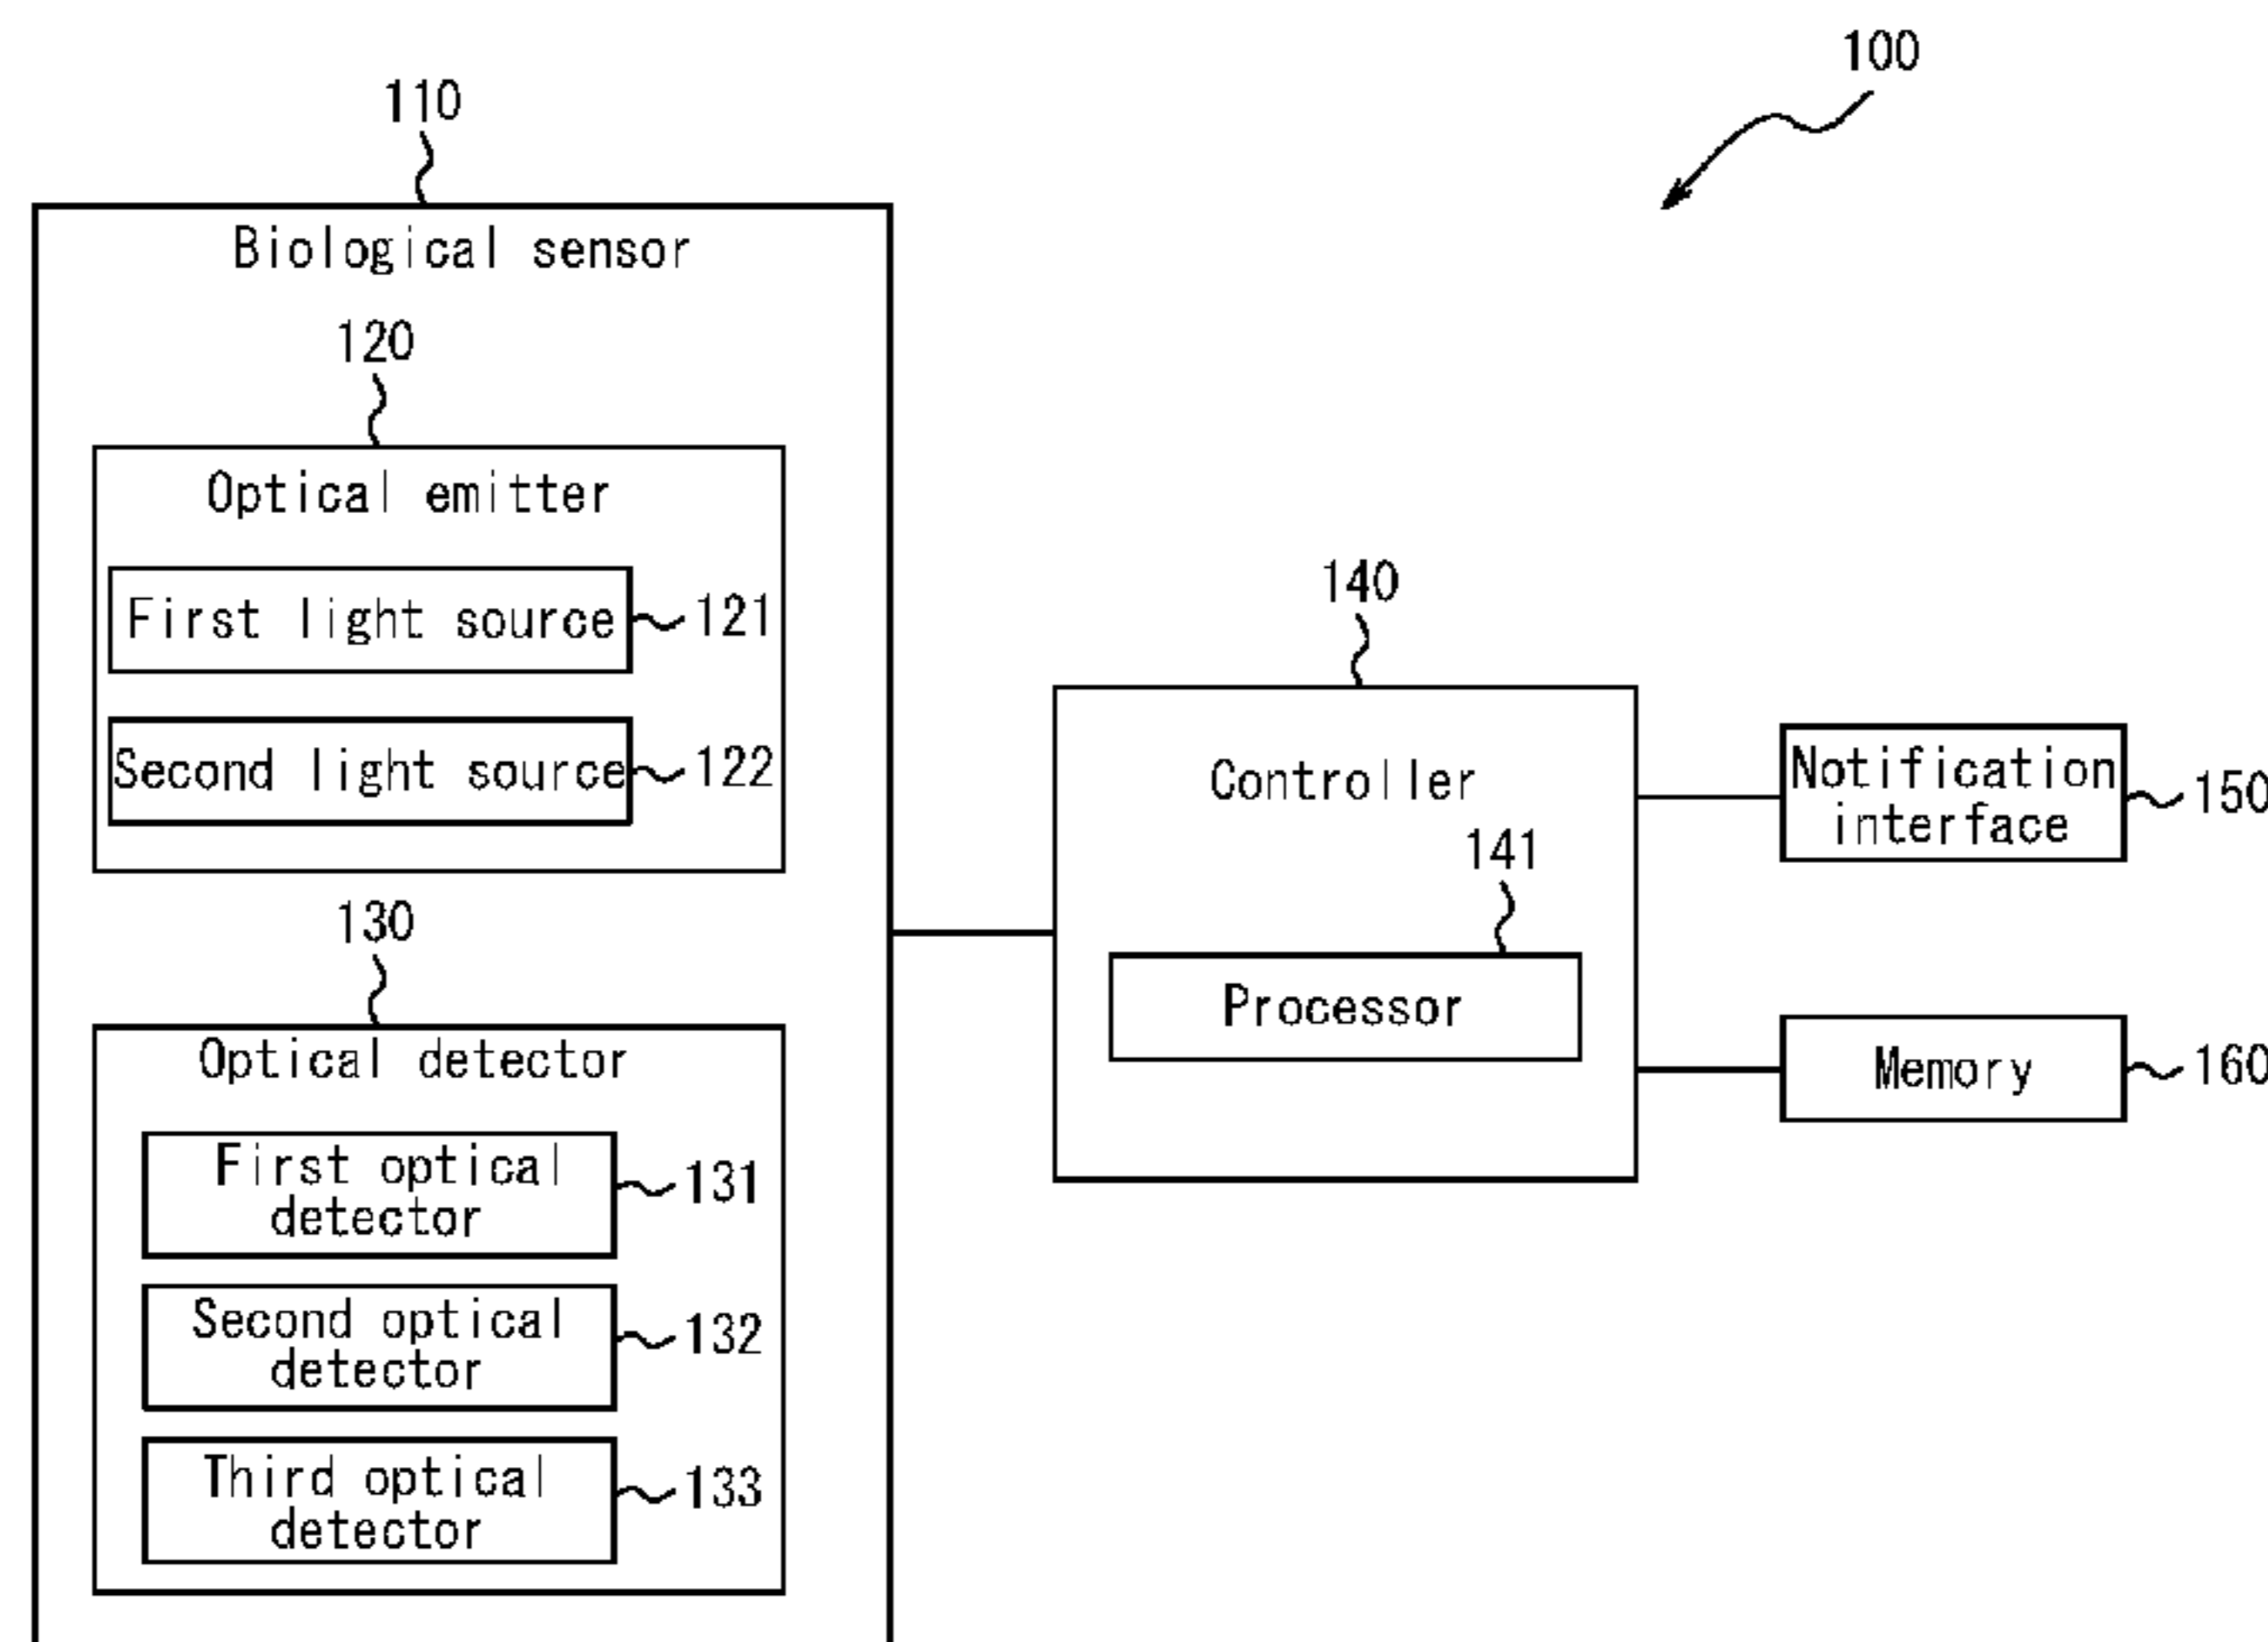 100
110
Biological sensor
120
Optical emitter
First light source
121
Second light source
122
130
Optical detector
First optical
detector
131
Second optical
detector
132
Third optical
detector
133
140
Controller
141
Processor
Notification
interface
150
Memory
160